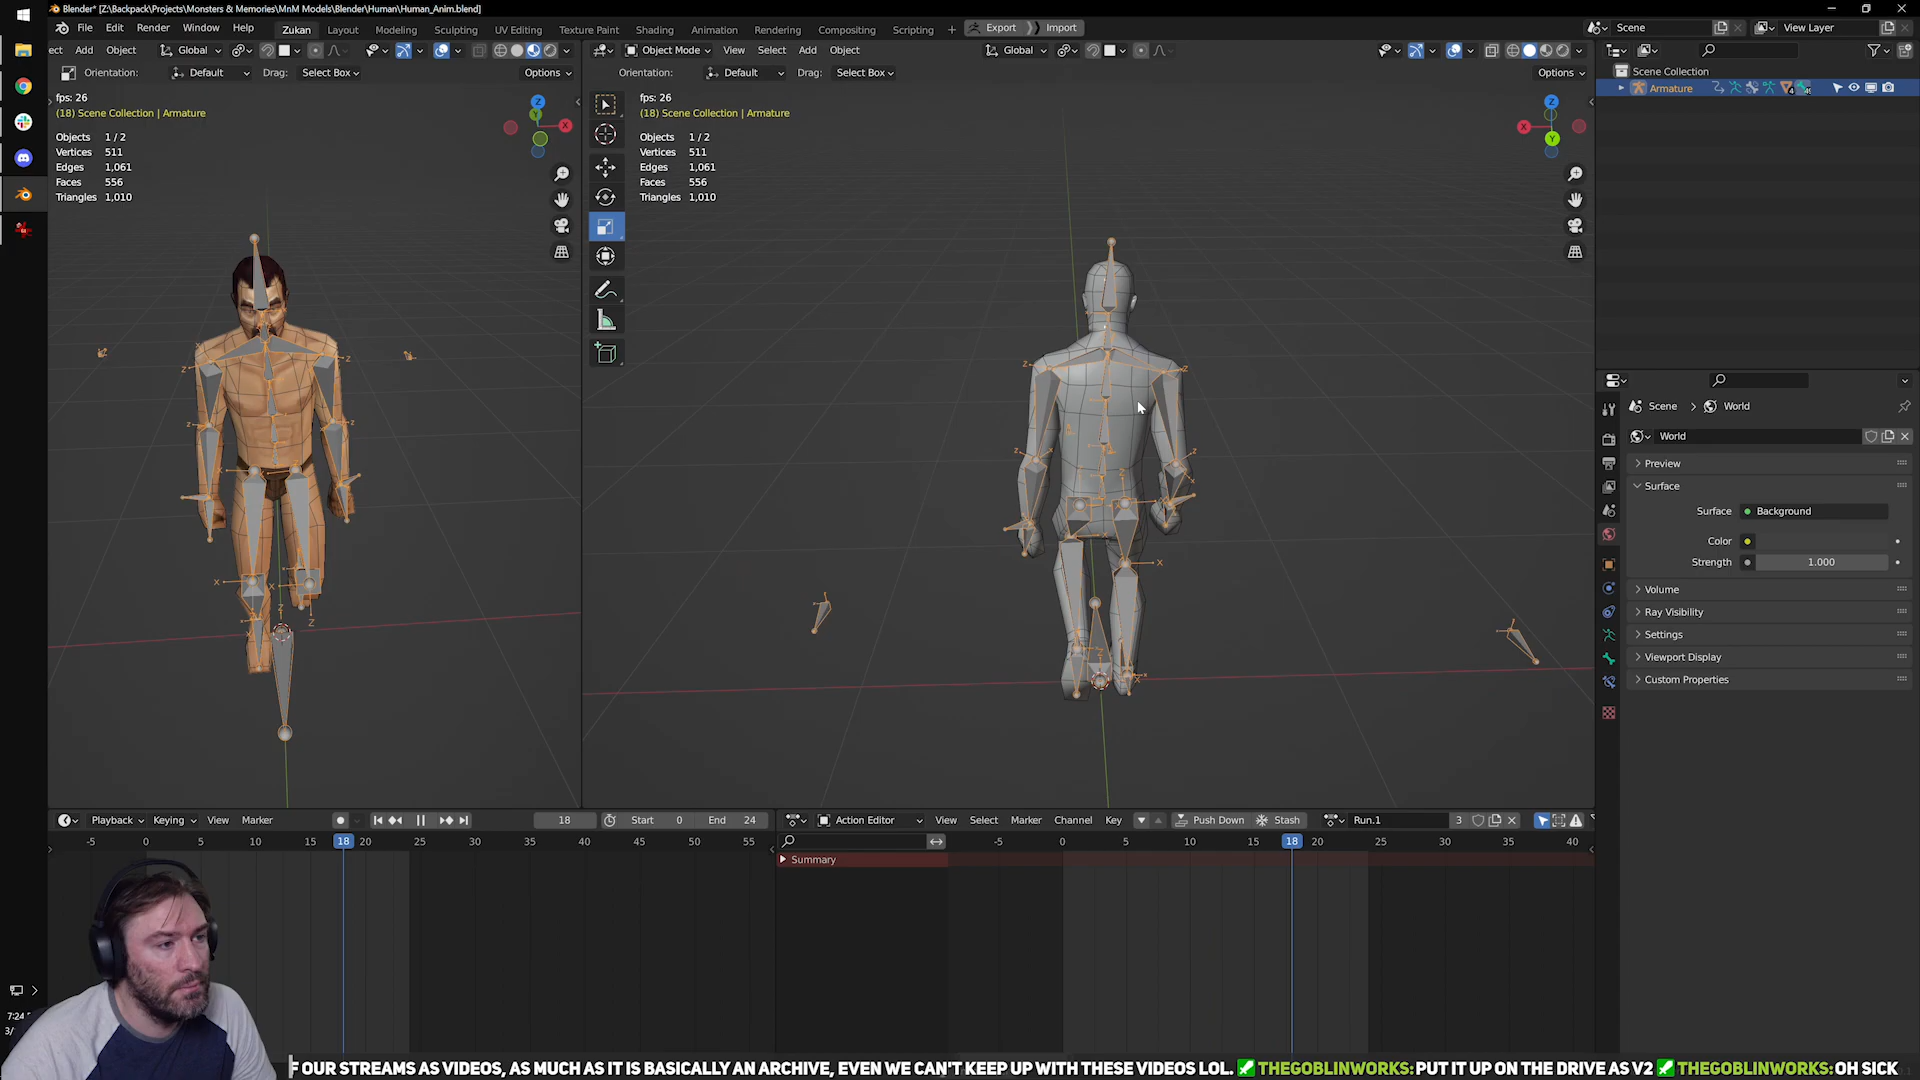 Blender* [Z:\Backpack\Projects\Monsters & Memories\MnM Models\Blender\Human\Human_Anim.blend]
File Edit Render Window Help Zukan Layout Modeling Sculpting UV Editing Texture Paint Shading Animation Rendering Compositing Scripting + Export Import Scene View Layer
ect Add Object Global Object Mode View Select Add Object Global
Orientation: Default Drag: Select Box Options Orientation: Default Drag: Select Box Options
Scene Collection
Armature
fps: 26
(18) Scene Collection | Armature
Objects 1 / 2
Vertices 511
Edges 1,061
Faces 556
Triangles 1,010
fps: 26
(18) Scene Collection | Armature
Objects 1 / 2
Vertices 511
Edges 1,061
Faces 556
Triangles 1,010
Scene World
World
Preview
Surface
Surface Background
Color
Strength 1.000
Volume
Ray Visibility
Settings
Viewport Display
Custom Properties
Playback Keying View Marker 18 Start 0 End 24
-5 0 5 10 15 18 20 25 30 35 40 45 50 55
Action Editor View Select Marker Channel Key Push Down Stash Run.1 3
-5 0 5 10 15 18 20 25 30 35 40
Summary
7:24
3/
F OUR STREAMS AS VIDEOS, AS MUCH AS IT IS BASICALLY AN ARCHIVE, EVEN WE CAN'T KEEP UP WITH THESE VIDEOS LOL. THEGOBLINWORKS: PUT IT UP ON THE DRIVE AS V2 THEGOBLINWORKS: OH SICK